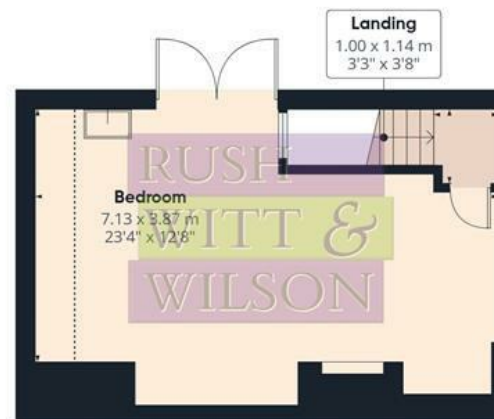 Landing
1.00 x 1.14 m
3'3" x 3'8"
RUSH
Bedroom
7.13 x 3.87 m
23'4" x 12'8"
WITT &
WILSON